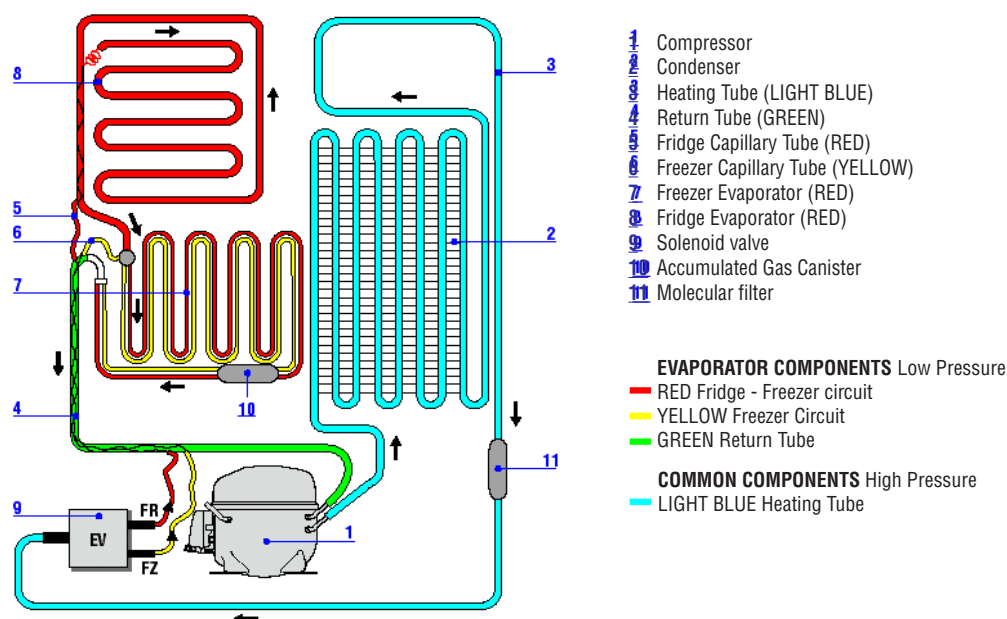 8
3
5
6
7
2
4
10
11
9
FR
EV
FZ
1
1 Compressor
2 Condenser
3 Heating Tube (LIGHT BLUE)
4 Return Tube (GREEN)
5 Fridge Capillary Tube (RED)
6 Freezer Capillary Tube (YELLOW)
7 Freezer Evaporator (RED)
8 Fridge Evaporator (RED)
9 Solenoid valve
10 Accumulated Gas Canister
11 Molecular filter
EVAPORATOR COMPONENTS Low Pressure
RED Fridge - Freezer circuit
YELLOW Freezer Circuit
GREEN Return Tube
COMMON COMPONENTS High Pressure
LIGHT BLUE Heating Tube